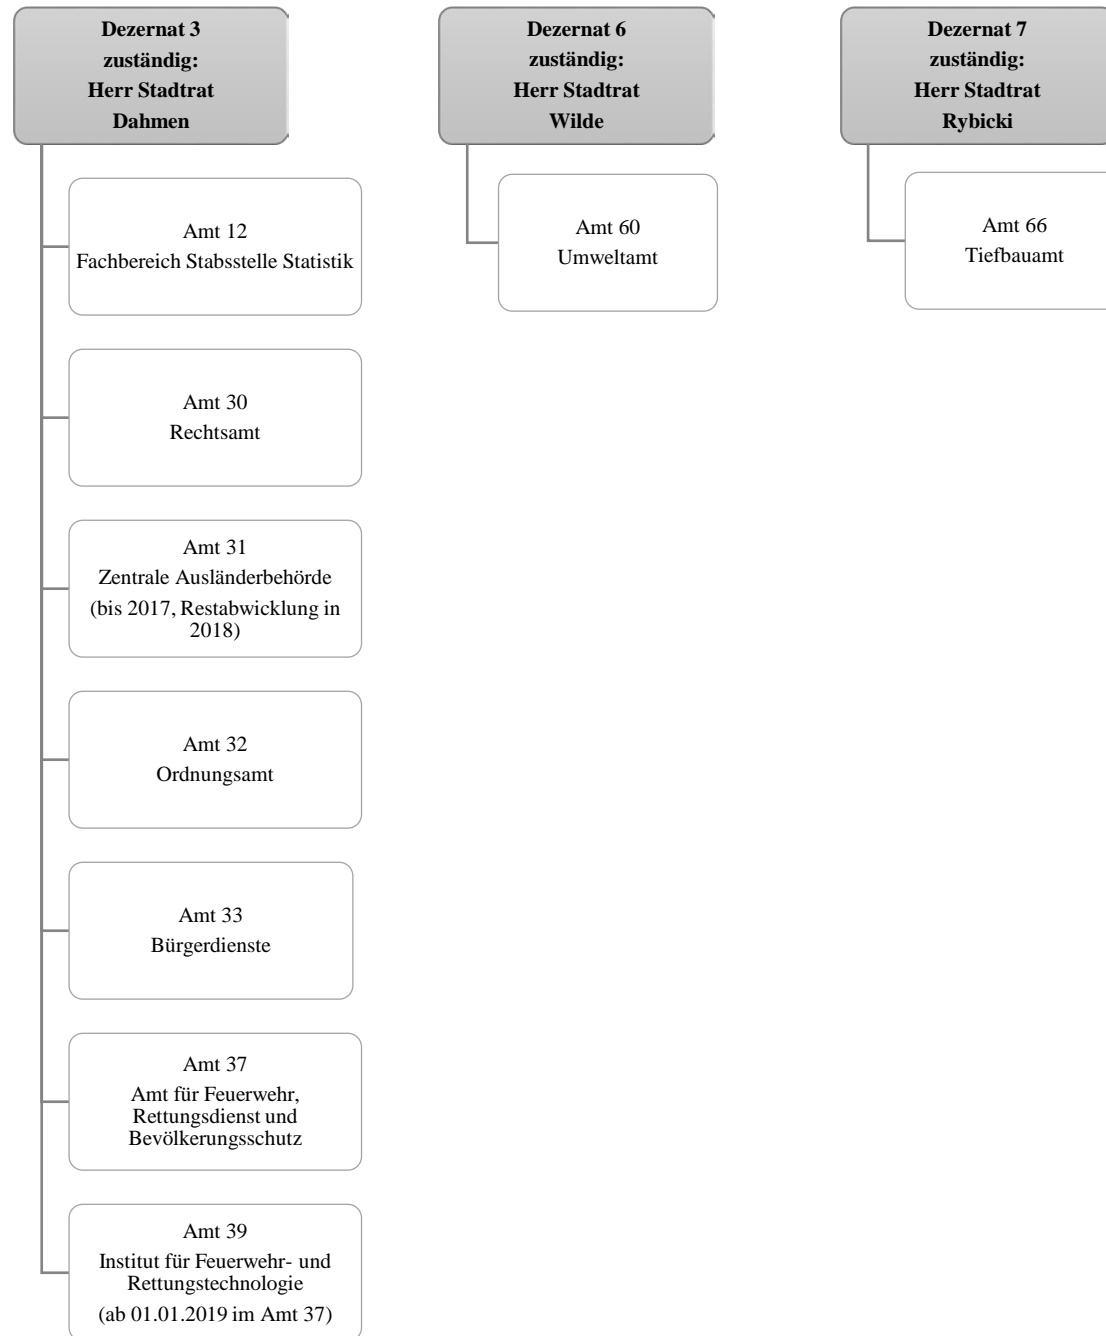 Dezernat 3
zuständig:
Herr Stadtrat
Dahmen
Amt 12
Fachbereich Stabsstelle Statistik
Amt 30
Rechtsamt
Amt 31
Zentrale Ausländerbehörde
(bis 2017, Restabwicklung in
2018)
Amt 32
Ordnungsamt
Amt 33
Bürgerdienste
Amt 37
Amt für Feuerwehr,
Rettungsdienst und
Bevölkerungsschutz
Amt 39
Institut für Feuerwehr- und
Rettungstechnologie
(ab 01.01.2019 im Amt 37)
Dezernat 6
zuständig:
Herr Stadtrat
Wilde
Amt 60
Umweltamt
Dezernat 7
zuständig:
Herr Stadtrat
Rybicki
Amt 66
Tiefbauamt